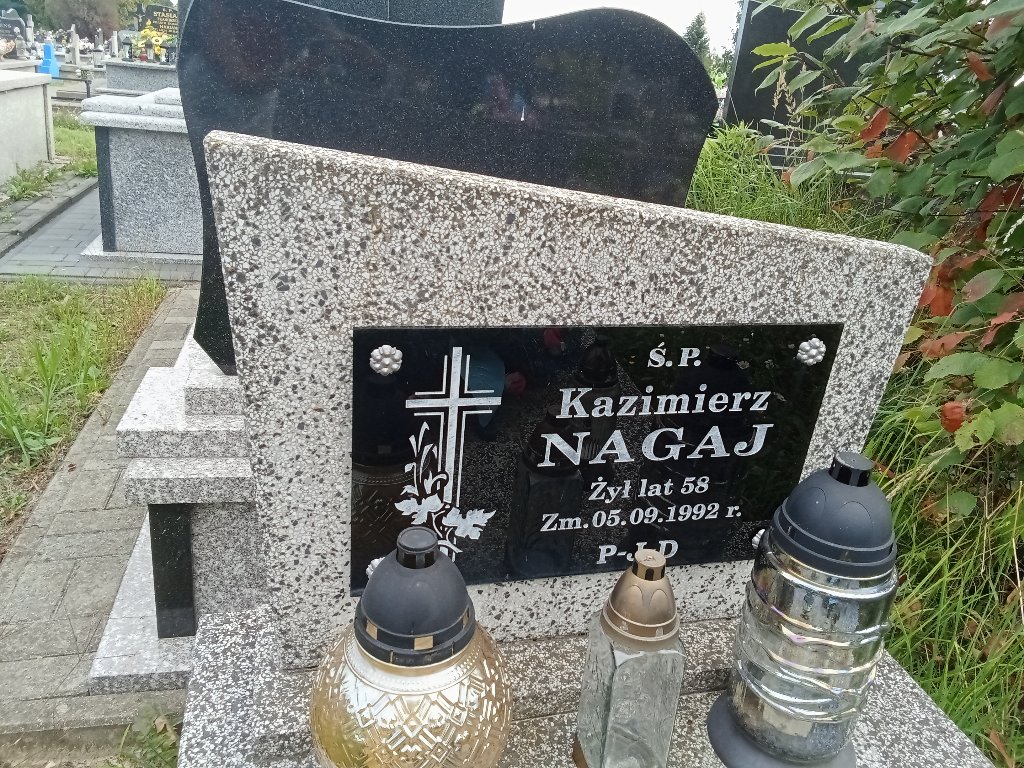 Ś.P.
Kazimierz
NAGAJ
Żył lat 58
Zm. 05.09.1992 r.